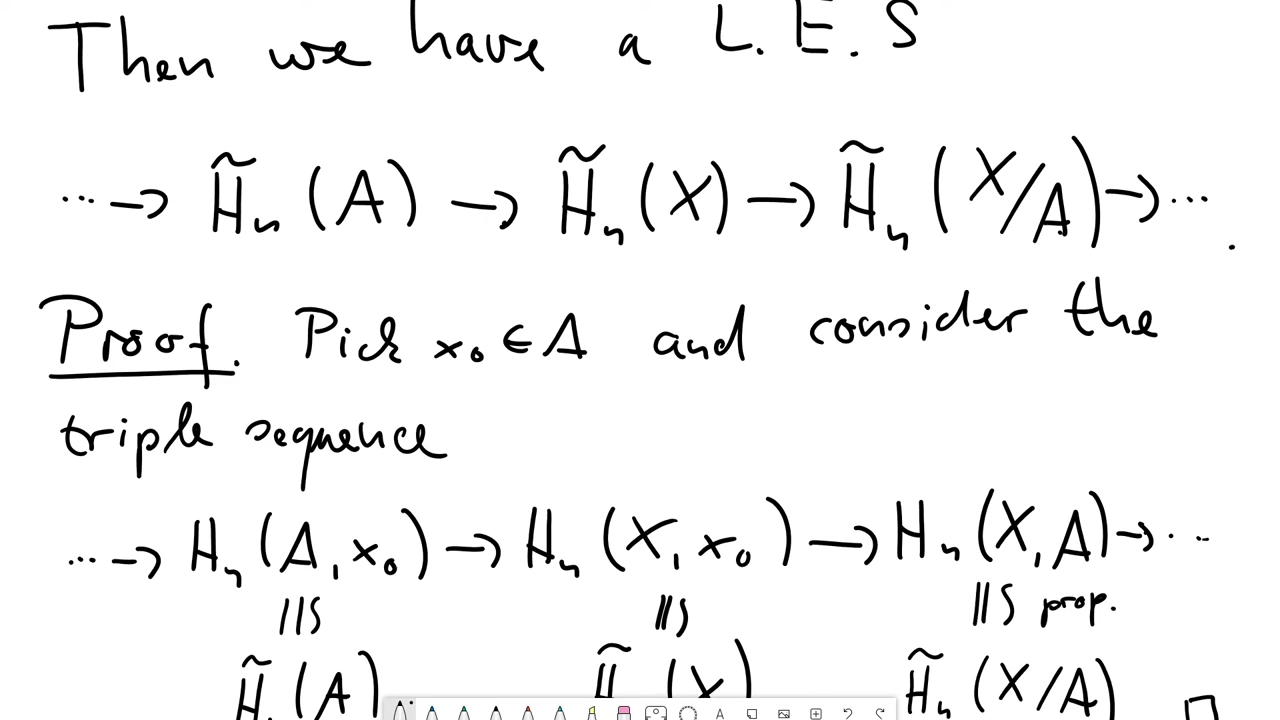 Then we have a L.E.S
··· → H̃ₙ(A) → H̃ₙ(X) → H̃ₙ(X/A) → ··· .
Proof. Pick x₀ ∈ A and consider the
triple sequence
··· → Hₙ(A, x₀) → Hₙ(X, x₀) → Hₙ(X, A) → ···
||S ||S ||S prop.
H̃ₙ(A) H̃ₙ(X) H̃ₙ(X/A) □